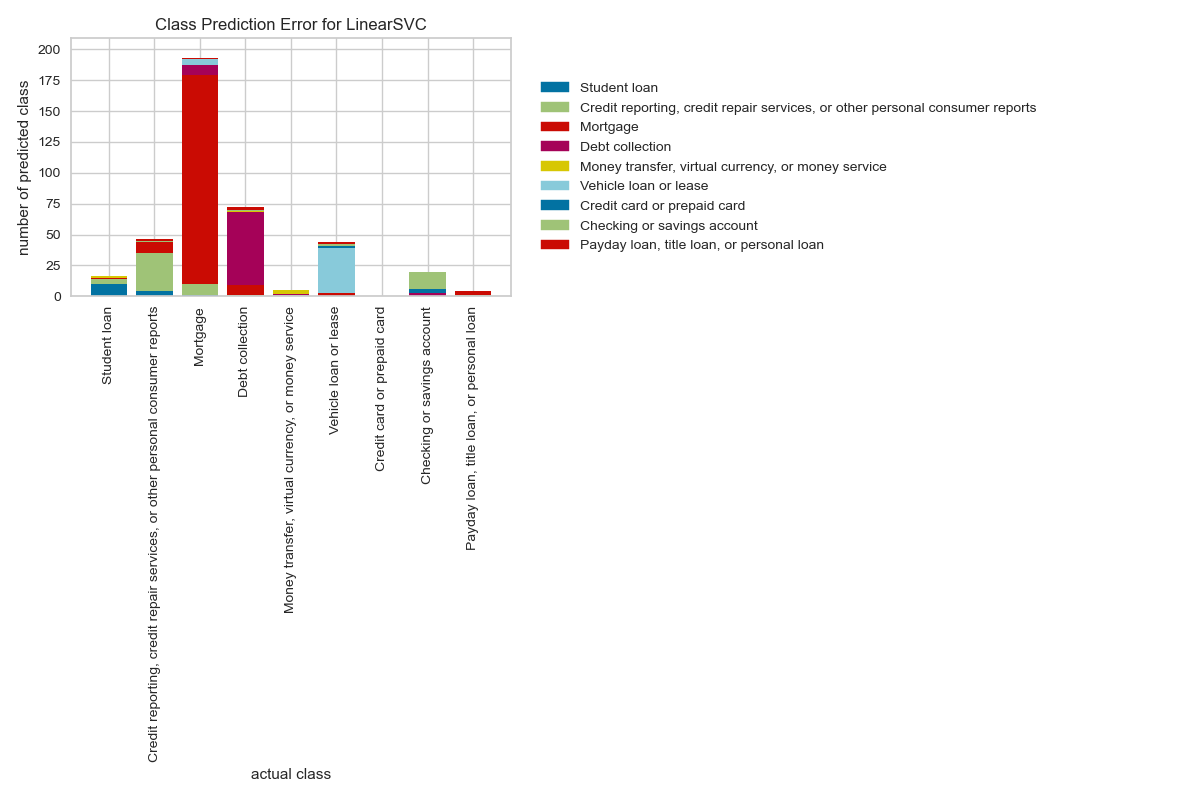 Class Prediction Error for LinearSVC
number of predicted class
200
175
150
125
100
75
50
25
0
Student loan
Credit reporting, credit repair services, or other personal consumer reports
Mortgage
Debt collection
Money transfer, virtual currency, or money service
Vehicle loan or lease
Credit card or prepaid card
Checking or savings account
Payday loan, title loan, or personal loan
actual class
Student loan
Credit reporting, credit repair services, or other personal consumer reports
Mortgage
Debt collection
Money transfer, virtual currency, or money service
Vehicle loan or lease
Credit card or prepaid card
Checking or savings account
Payday loan, title loan, or personal loan